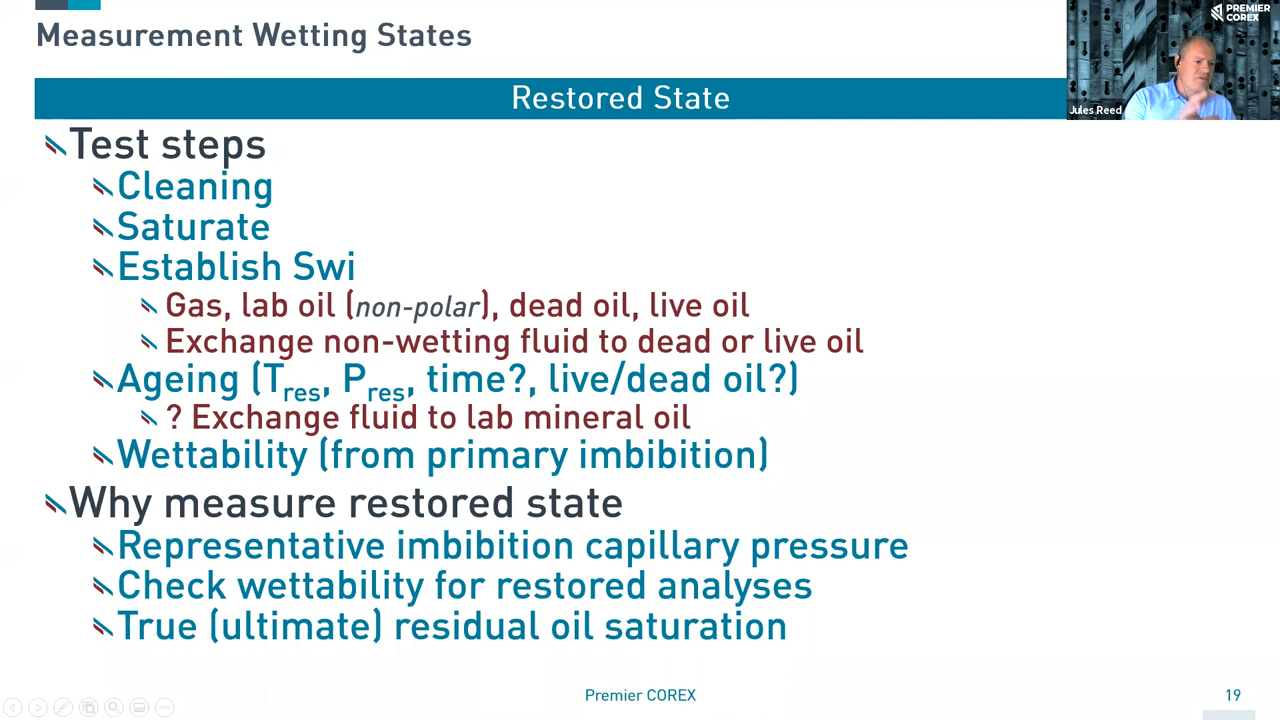 Measurement Wetting States
PREMIER
COREX
Jules Reed
Restored State
Test steps
Cleaning
Saturate
Establish Swi
Gas, lab oil (non-polar), dead oil, live oil
Exchange non-wetting fluid to dead or live oil
Ageing (Tres, Pres, time?, live/dead oil?)
? Exchange fluid to lab mineral oil
Wettability (from primary imbibition)
Why measure restored state
Representative imbibition capillary pressure
Check wettability for restored analyses
True (ultimate) residual oil saturation
Premier COREX
19